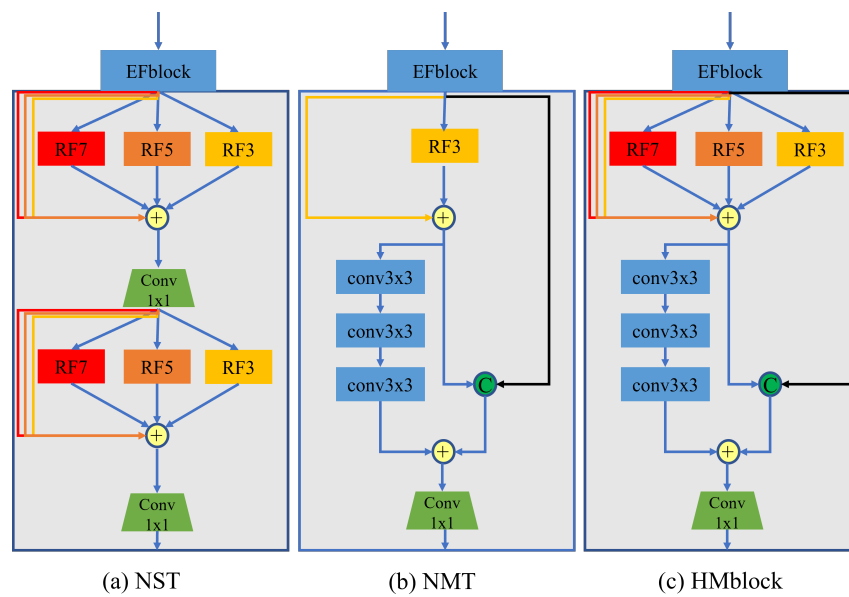 EFblock
RF7 RF5 RF3
+
Conv
1x1
RF7 RF5 RF3
+
Conv
1x1
(a) NST
EFblock
RF3
+
conv3x3
conv3x3
conv3x3
C
+
Conv
1x1
(b) NMT
EFblock
RF7 RF5 RF3
+
conv3x3
conv3x3
conv3x3
C
+
Conv
1x1
(c) HMblock